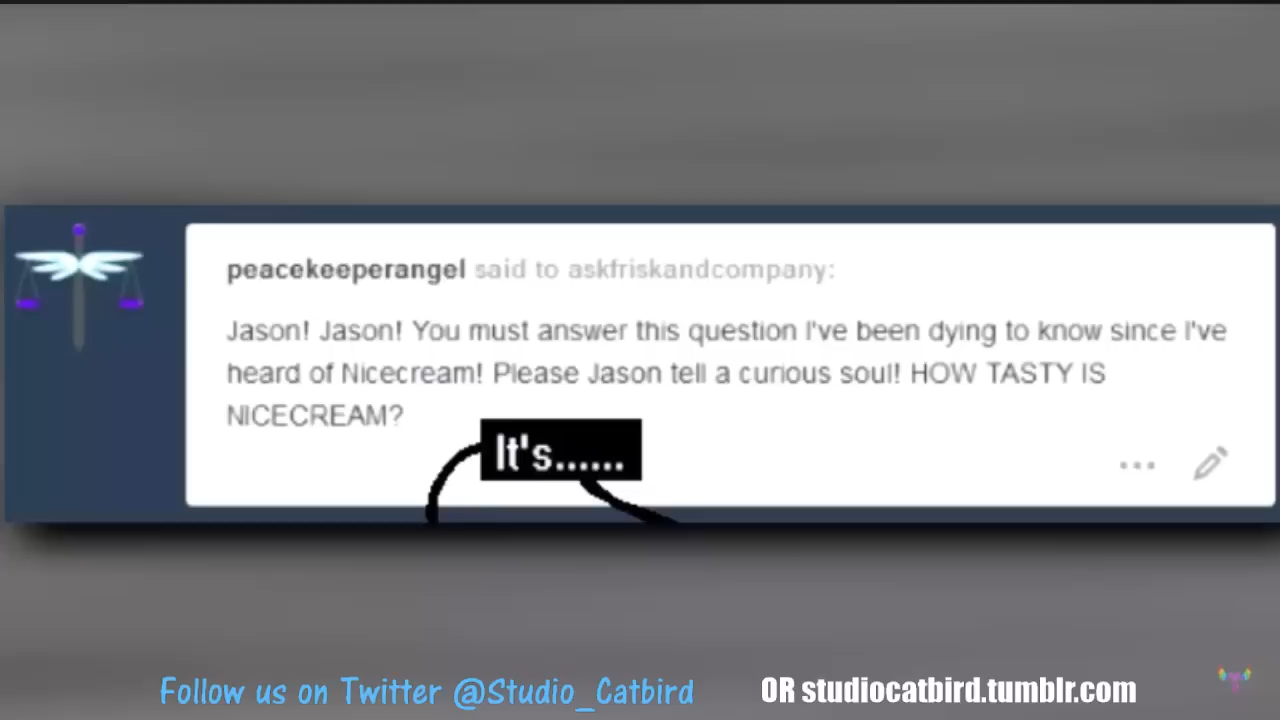 peacekeeperangel said to askfriskandcompany:
Jason! Jason! You must answer this question I've been dying to know since I've
heard of Nicecream! Please Jason tell a curious soul! HOW TASTY IS
NICECREAM?
It's......
Follow us on Twitter @Studio_Catbird OR studiocatbird.tumblr.com